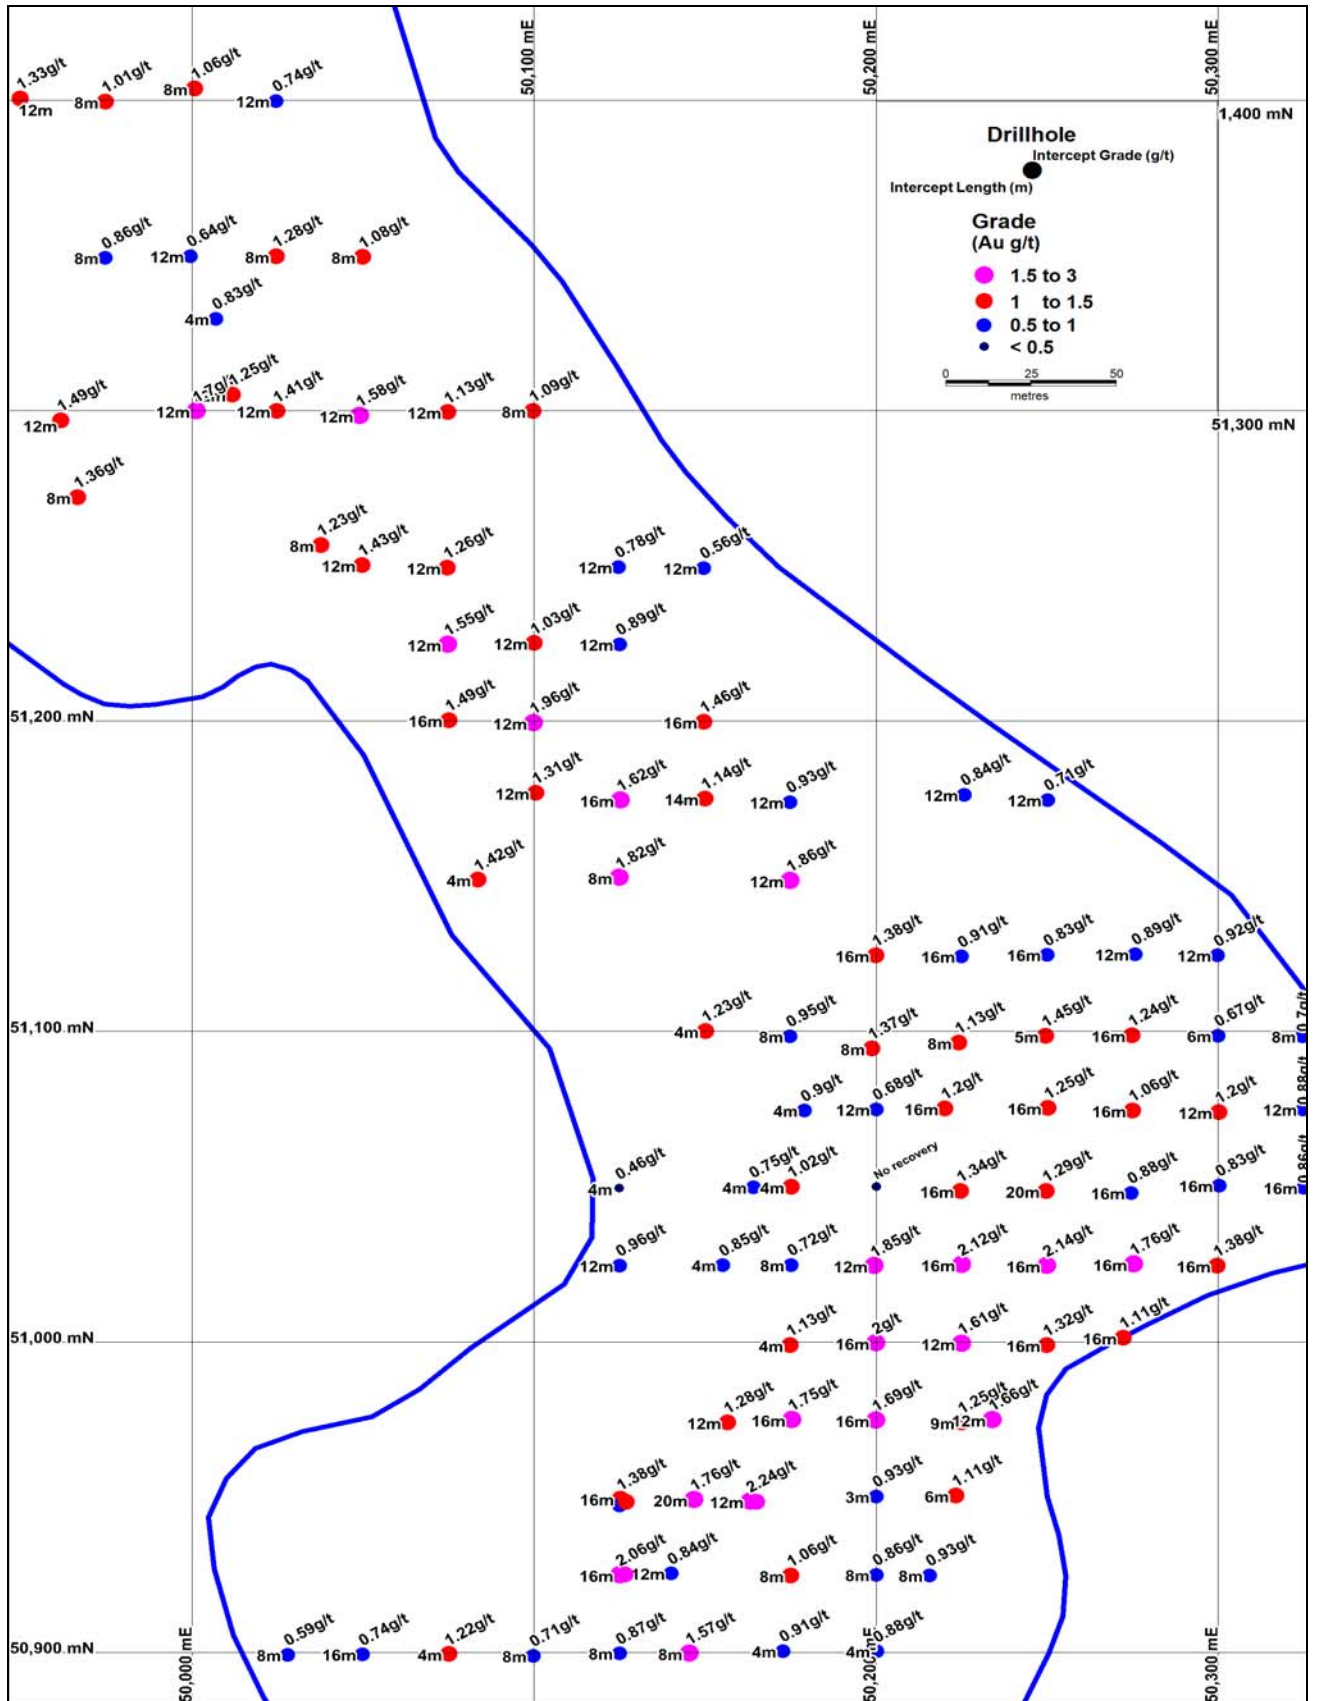 50,100 mE
50,200 mE
50,300 mE
1.33g/t
12m
8m 1.01g/t
8m 1.06g/t
12m 0.74g/t
1,400 mN
Drillhole
Intercept Grade (g/t)
Intercept Length (m)
Grade
(Au g/t)
1.5 to 3
1 to 1.5
0.5 to 1
< 0.5
0 25 50
metres
8m 0.86g/t
12m 0.64g/t
8m 1.28g/t
8m 1.08g/t
4m 0.83g/t
12m 1.49g/t
12m 1.7g/t
1.25g/t
12m 1.41g/t
12m 1.58g/t
12m 1.13g/t
8m 1.09g/t
51,300 mN
8m 1.36g/t
8m 1.23g/t
12m 1.43g/t
12m 1.26g/t
12m 0.78g/t
12m 0.56g/t
12m 1.55g/t
12m 1.03g/t
12m 0.89g/t
51,200 mN
16m 1.49g/t
12m 1.96g/t
16m 1.46g/t
12m 1.31g/t
16m 1.62g/t
14m 1.14g/t
12m 0.93g/t
12m 0.84g/t
12m 0.71g/t
4m 1.42g/t
8m 1.82g/t
12m 1.86g/t
16m 1.38g/t
16m 0.91g/t
16m 0.83g/t
12m 0.89g/t
12m 0.92g/t
51,100 mN
4m 1.23g/t
8m 0.95g/t
8m 1.37g/t
8m 1.13g/t
5m 1.45g/t
16m 1.24g/t
6m 0.67g/t
8m 0.7g/t
4m 0.9g/t
12m 0.68g/t
16m 1.2g/t
16m 1.25g/t
16m 1.06g/t
12m 1.2g/t
12m 0.88g/t
4m 0.46g/t
4m 0.75g/t
4m 1.02g/t
No recovery
16m 1.34g/t
20m 1.29g/t
16m 0.88g/t
16m 0.83g/t
16m 0.86g/t
12m 0.96g/t
4m 0.85g/t
8m 0.72g/t
12m 1.85g/t
16m 2.12g/t
16m 2.14g/t
16m 1.76g/t
16m 1.38g/t
51,000 mN
4m 1.13g/t
16m 2g/t
12m 1.61g/t
16m 1.32g/t
16m 1.11g/t
12m 1.28g/t
16m 1.75g/t
16m 1.69g/t
9m 1.25g/t
12m 1.66g/t
16m 1.38g/t
20m 1.76g/t
12m 2.24g/t
3m 0.93g/t
6m 1.11g/t
16m 2.06g/t
12m 0.84g/t
8m 1.06g/t
8m 0.86g/t
8m 0.93g/t
50,900 mN
8m 0.59g/t
16m 0.74g/t
4m 1.22g/t
8m 0.71g/t
8m 0.87g/t
8m 1.57g/t
4m 0.91g/t
4m 0.88g/t
50,000 mE
50,200 mE
50,300 mE